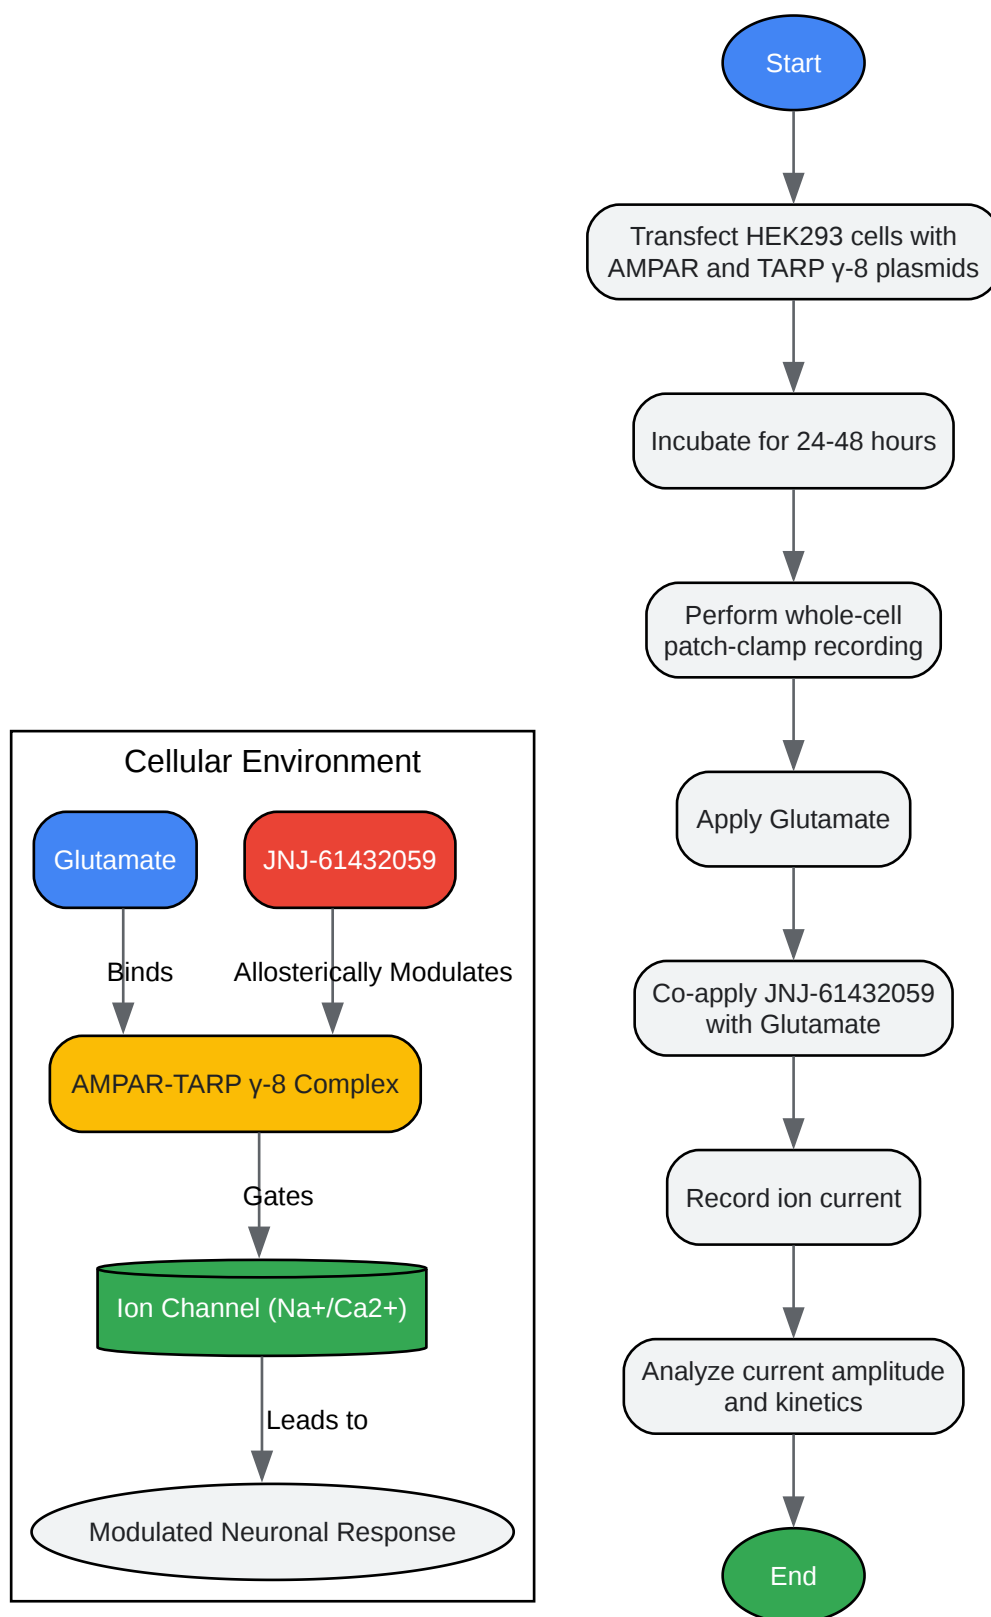 Start
Transfect HEK293 cells with
AMPAR and TARP γ-8 plasmids
Incubate for 24-48 hours
Perform whole-cell
patch-clamp recording
Apply Glutamate
Co-apply JNJ-61432059
with Glutamate
Record ion current
Analyze current amplitude
and kinetics
End
Cellular Environment
Glutamate
JNJ-61432059
Binds
Allosterically Modulates
AMPAR-TARP γ-8 Complex
Gates
Ion Channel (Na+/Ca2+)
Leads to
Modulated Neuronal Response